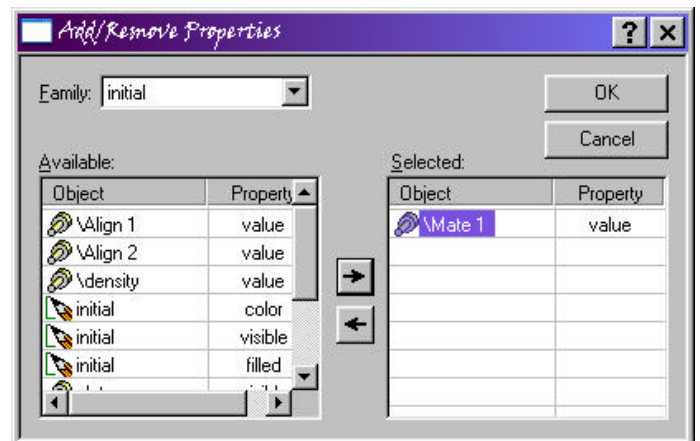 Add/Remove Properties
Family: initial
OK
Cancel
Available:
Object Property
\Align 1 value
\Align 2 value
\density value
initial color
initial visible
initial filled
Selected:
Object Property
\Mate 1 value